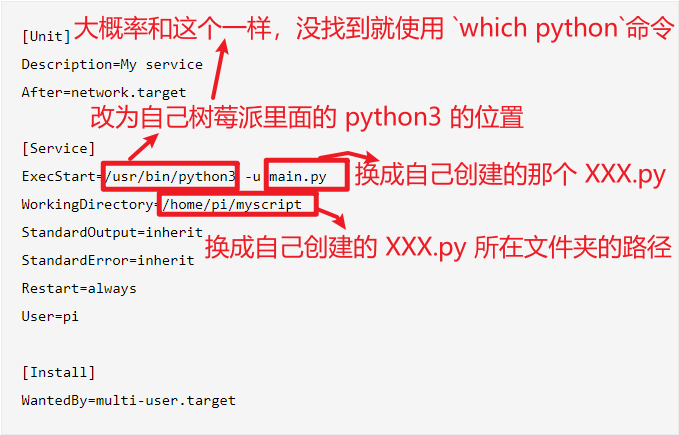 [Unit]
大概率和这个一样，没找到就使用 `which python`命令
Description=My service
After=network.target
改为自己树莓派里面的 python3 的位置
[Service]
ExecStart=/usr/bin/python3 -u main.py
换成自己创建的那个 XXX.py
WorkingDirectory=/home/pi/myscript
StandardOutput=inherit
换成自己创建的 XXX.py 所在文件夹的路径
StandardError=inherit
Restart=always
User=pi
[Install]
WantedBy=multi-user.target